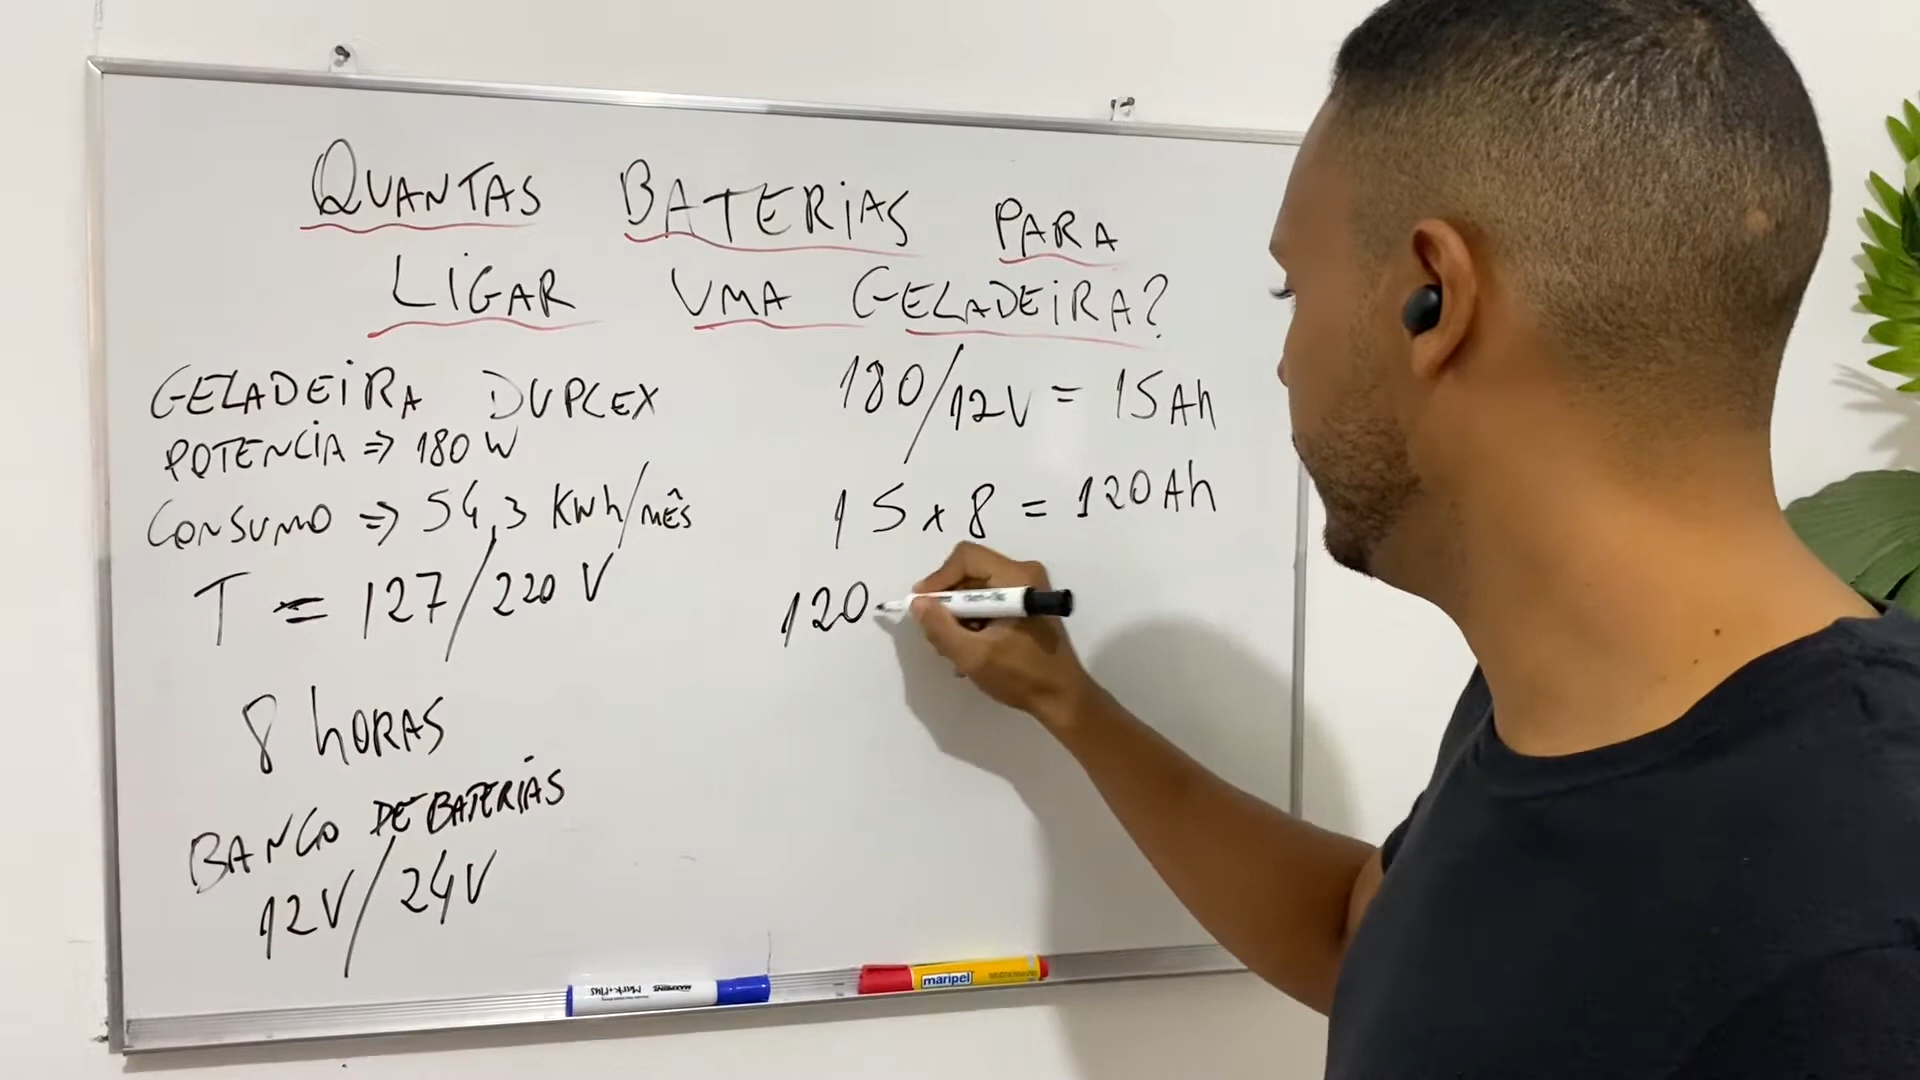 QUANTAS BATERiAS PARA
LiGAR UMA GELADEiRA?
GELADEiRA DUPLEX
POTENCiA => 180 W
CONSUMO => 54,3 KWh/MÊS
T = 127/220 V
8 hORAS
BANCO DE BATERiAS
12V/24V
180/12V = 15Ah
15 x 8 = 120Ah
120
maripel